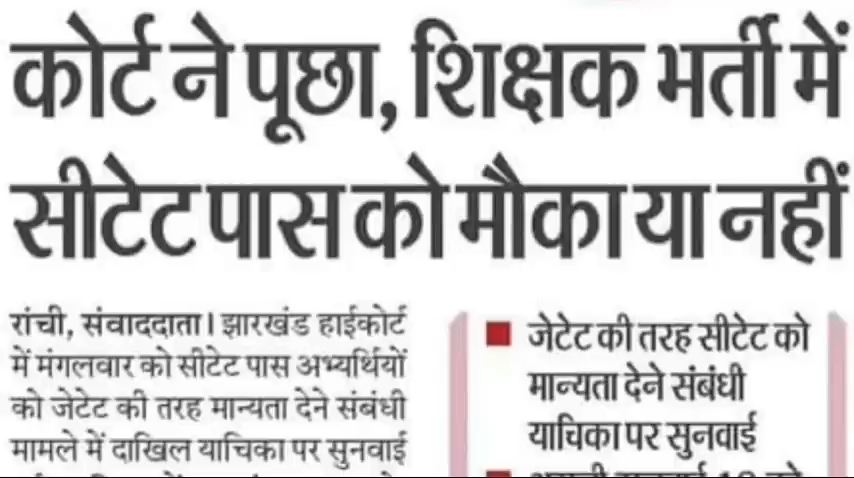 कोर्ट ने पूछा, शिक्षक भर्ती में
सीटेट पास को मौका या नहीं
रांची, संवाददाता। झारखंड हाईकोर्ट
में मंगलवार को सीटेट पास अभ्यर्थियों
को जेटेट की तरह मान्यता देने संबंधी
मामले में दाखिल याचिका पर सुनवाई
■ जेटेट की तरह सीटेट को
मान्यता देने संबंधी
याचिका पर सुनवाई